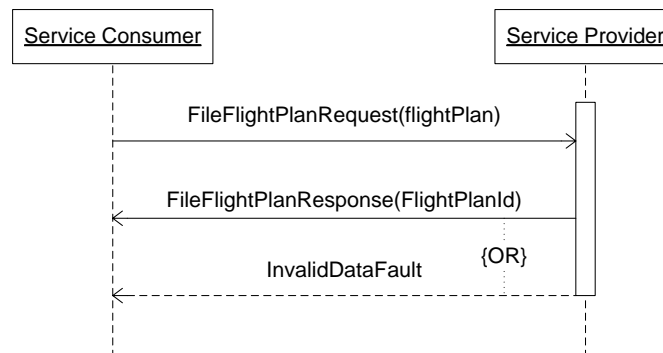 Service Consumer
Service Provider
FileFlightPlanRequest(flightPlan)
FileFlightPlanResponse(FlightPlanId)
{OR}
InvalidDataFault